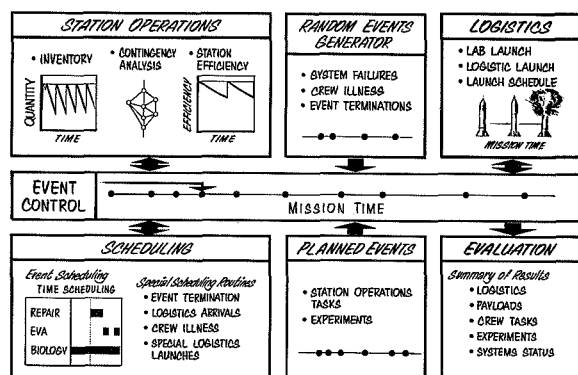 STATION OPERATIONS
• INVENTORY
• CONTINGENCY
ANALYSIS
• STATION
EFFICIENCY
QUANTITY
TIME
EFFICIENCY
TIME
RANDOM EVENTS
GENERATOR
• SYSTEM FAILURES
• CREW ILLNESS
• EVENT TERMINATIONS
LOGISTICS
• LAB LAUNCH
• LOGISTIC LAUNCH
• LAUNCH SCHEDULE
MISSION TIME
EVENT
CONTROL
MISSION TIME
SCHEDULING
Event Scheduling
TIME SCHEDULING
REPAIR
EVA
BIOLOGY
Special Scheduling Routines
• EVENT TERMINATION
• LOGISTICS ARRIVALS
• CREW ILLNESS
• SPECIAL LOGISTICS
LAUNCHES
PLANNED EVENTS
• STATION OPERATIONS
TASKS
• EXPERIMENTS
EVALUATION
Summary of Results
• LOGISTICS
• PAYLOADS
• CREW TASKS
• EXPERIMENTS
• SYSTEMS STATUS